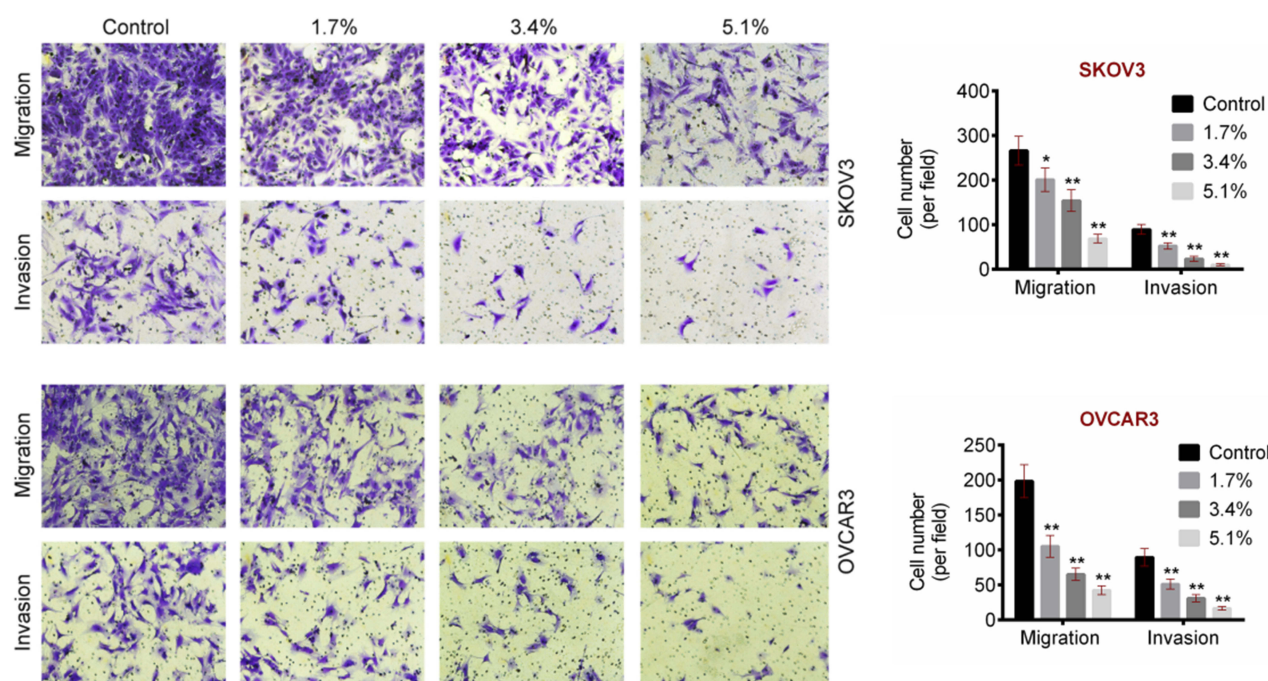 Control 1.7% 3.4% 5.1%
Migration
Invasion
SKOV3
Migration
Invasion
OVCAR3
SKOV3
400
300
200
100
0
Cell number
(per field)
Control
1.7%
3.4%
5.1%
* ** ** ** ** **
Migration Invasion
OVCAR3
250
200
150
100
50
0
Cell number
(per field)
Control
1.7%
3.4%
5.1%
** ** ** ** ** **
Migration Invasion